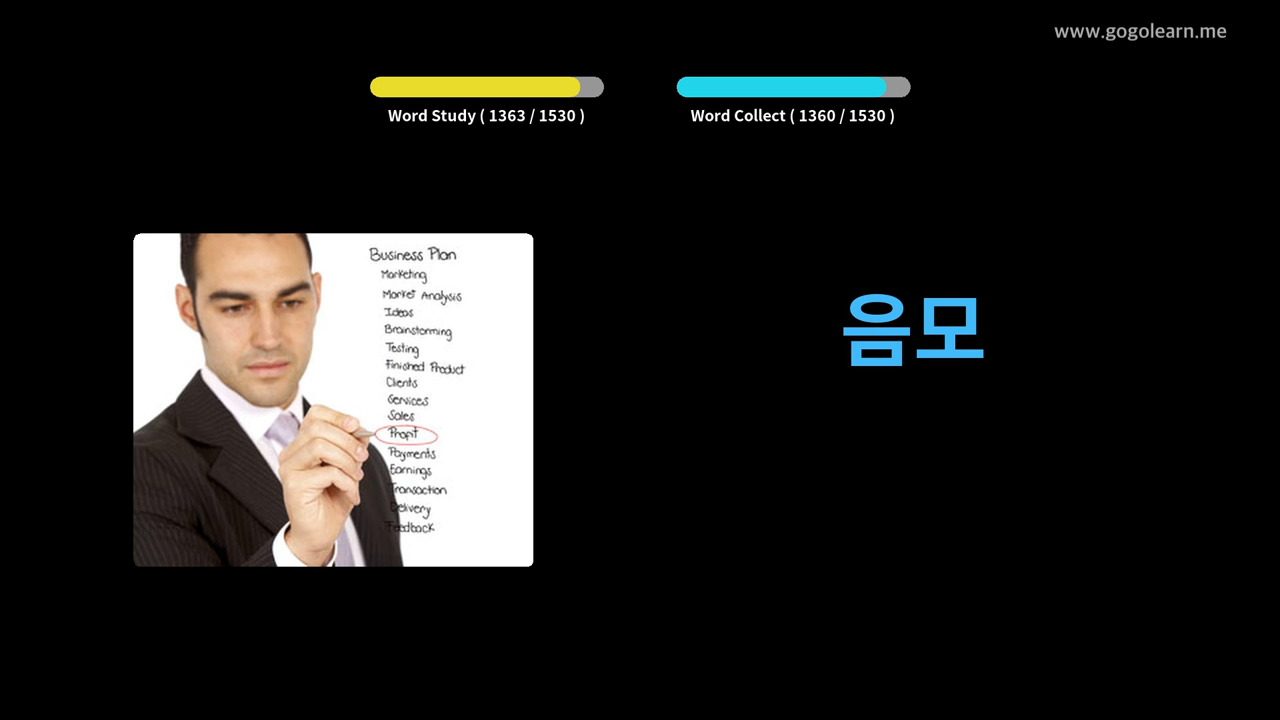 www.gogolearn.me
Word Study ( 1363 / 1530 )
Word Collect ( 1360 / 1530 )
Business Plan
Marketing
Market Analysis
Ideas
Brainstorming
Testing
Finished Product
Clients
Services
Sales
Profit
Payments
Earnings
Transaction
Delivery
Feedback
음모